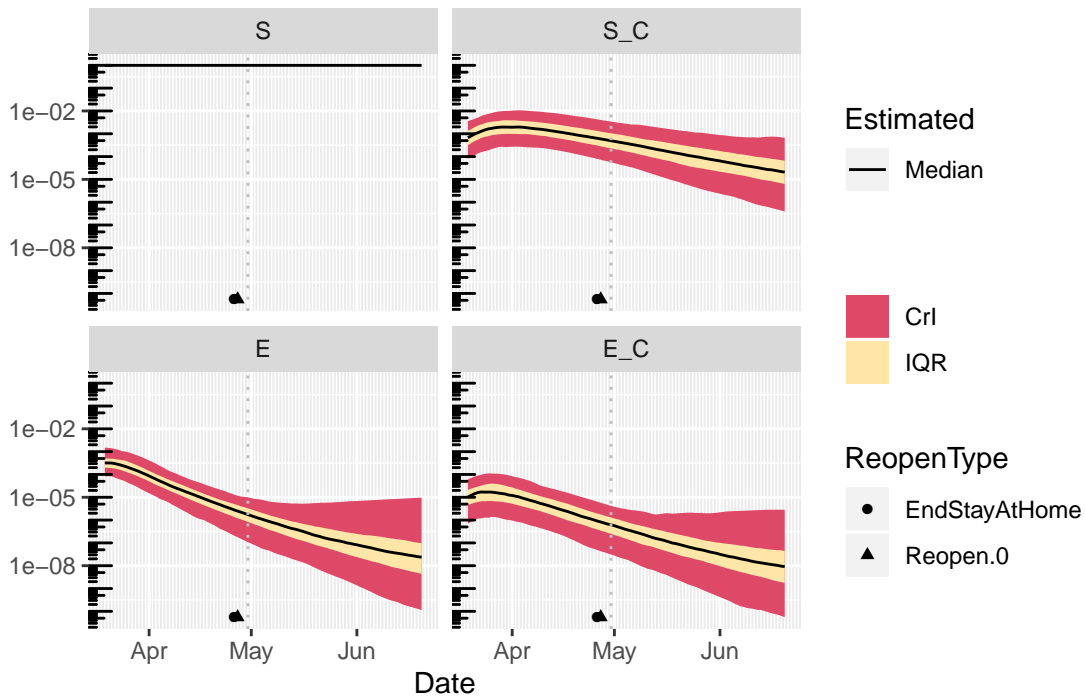 S
S_C
1e−02
1e−05
1e−08
E
E_C
1e−02
1e−05
1e−08
Apr
May
Jun
Apr
May
Jun
Date
Estimated
Median
CrI
IQR
ReopenType
EndStayAtHome
Reopen.0